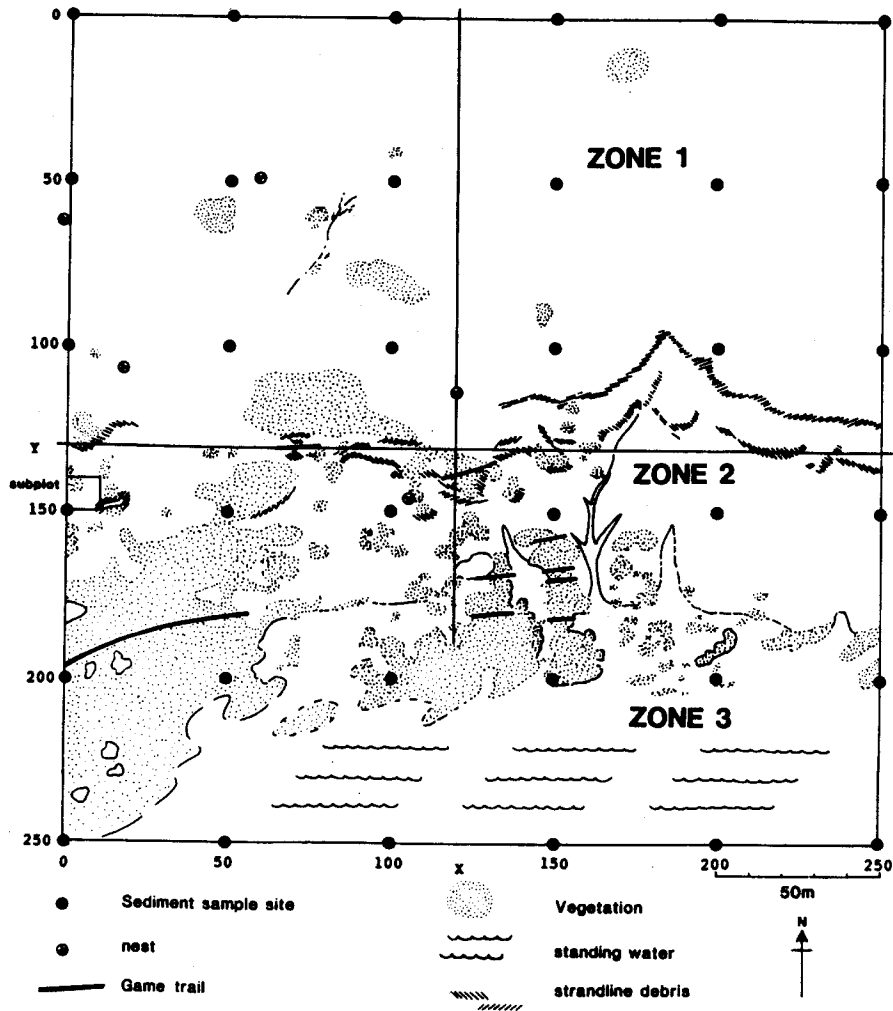 0
ZONE 1
50
100
Y
subplot
ZONE 2
150
200
ZONE 3
250
0 50 100 150 200 250
X
50m
Sediment sample site
Vegetation
N
nest
standing water
Game trail
strandline debris